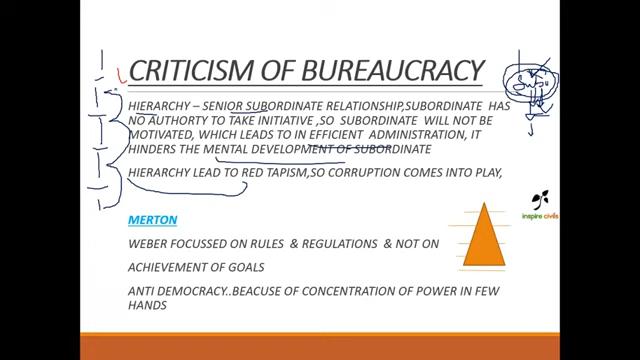 CRITICISM OF BUREAUCRACY
HIERARCHY – SENIOR SUBORDINATE RELATIONSHIP,SUBORDINATE HAS
NO AUTHORTY TO TAKE INITIATIVE ,SO SUBORDINATE WILL NOT BE
MOTIVATED, WHICH LEADS TO IN EFFICIENT ADMINISTRATION, IT
HINDERS THE MENTAL DEVELOPMENT OF SUBORDINATE
HIERARCHY LEAD TO RED TAPISM,SO CORRUPTION COMES INTO PLAY,
MERTON
WEBER FOCUSSED ON RULES & REGULATIONS & NOT ON
ACHIEVEMENT OF GOALS
ANTI DEMOCRACY..BEACUSE OF CONCENTRATION OF POWER IN FEW
HANDS
inspire civils